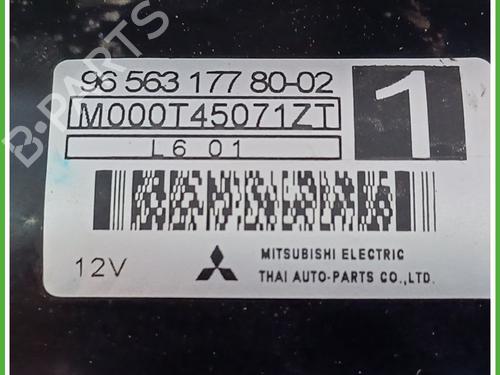 96 563 177 80-02
M000T45071ZT
1
L6 01
12V
MITSUBISHI ELECTRIC
THAI AUTO-PARTS CO.,LTD.
B-PARTS